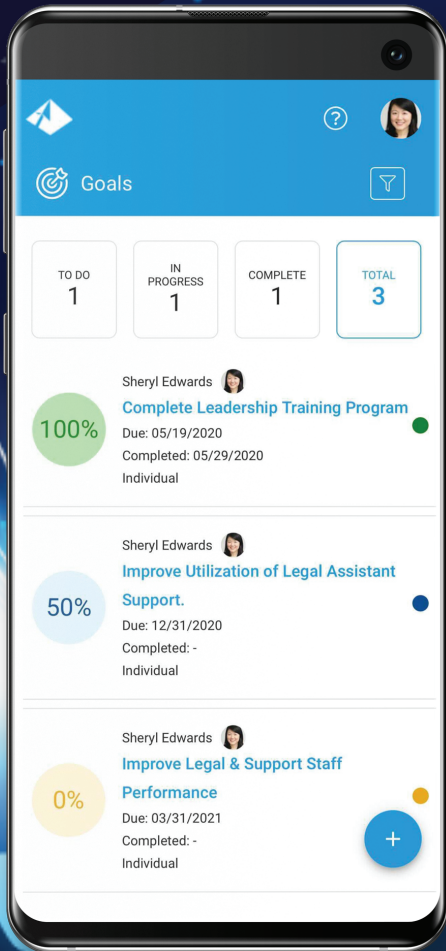 ?
Goals
TO DO
1
IN
PROGRESS
1
COMPLETE
1
TOTAL
3
100%
Sheryl Edwards
Complete Leadership Training Program
Due: 05/19/2020
Completed: 05/29/2020
Individual
50%
Sheryl Edwards
Improve Utilization of Legal Assistant
Support.
Due: 12/31/2020
Completed: -
Individual
0%
Sheryl Edwards
Improve Legal & Support Staff
Performance
Due: 03/31/2021
Completed: -
Individual
+